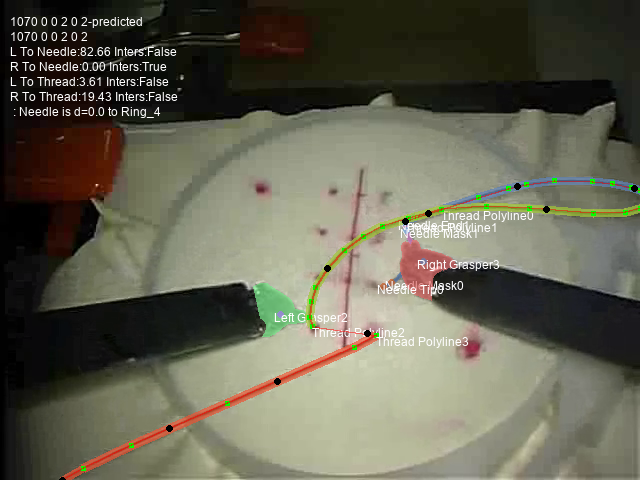 1070 0 0 2 0 2-predicted
1070 0 0 2 0 2
L To Needle:82.66 Inters:False
R To Needle:0.00 Inters:True
L To Thread:3.61 Inters:False
R To Thread:19.43 Inters:False
: Needle is d=0.0 to Ring_4
Thread Polyline0
Needle Mask1
Right Grasper3
Needle Mask0
Needle Tip0
Left Grasper2
Thread Polyline2
Thread Polyline3